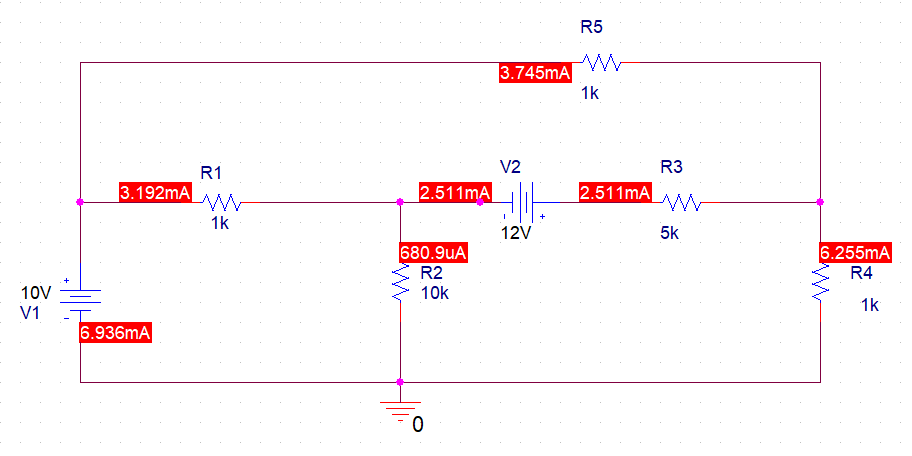 R5
3.745mA
1k
R1
V2
R3
3.192mA
2.511mA
2.511mA
1k
12V
5k
680.9uA
6.255mA
R2
R4
10V
10k
1k
V1
6.936mA
0